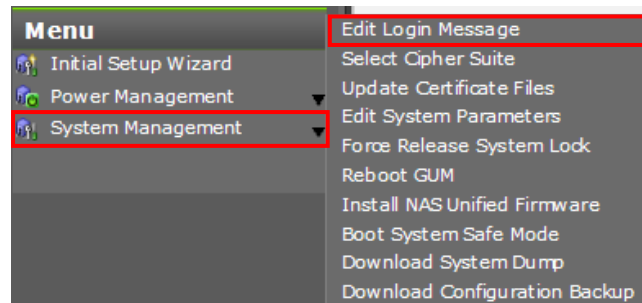 Menu
Initial Setup Wizard
Power Management
System Management
Edit Login Message
Select Cipher Suite
Update Certificate Files
Edit System Parameters
Force Release System Lock
Reboot GUM
Install NAS Unified Firmware
Boot System Safe Mode
Download System Dump
Download Configuration Backup